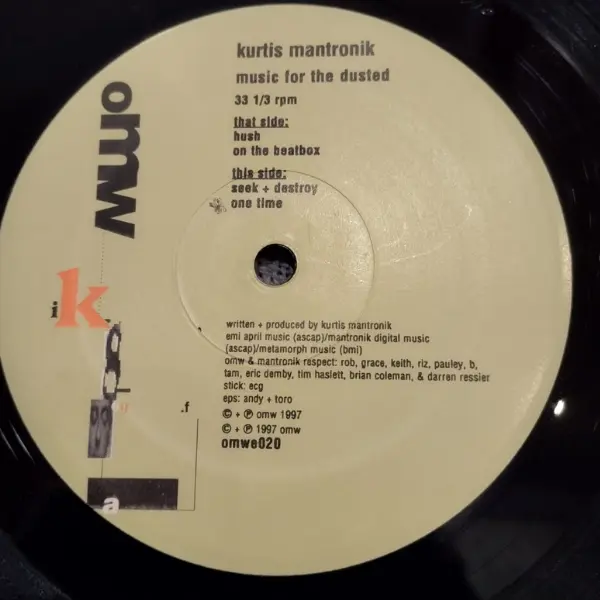 kurtis mantronik
music for the dusted
33 1/3 rpm
that side:
hush
on the beatbox
this side:
seek + destroy
one time
omw
k
.f
a
written + produced by kurtis mantronik
emi april music (ascap)/mantronik digital music
(ascap)/metamorph music (bmi)
omw & mantronik respect: rob, grace, keith, riz, pauley, b,
tam, eric demby, tim haslett, brian coleman, & darren ressler
stick: ecg
eps: andy + toro
© + ℗ omw 1997
© + ℗ 1997 omw
omwe020